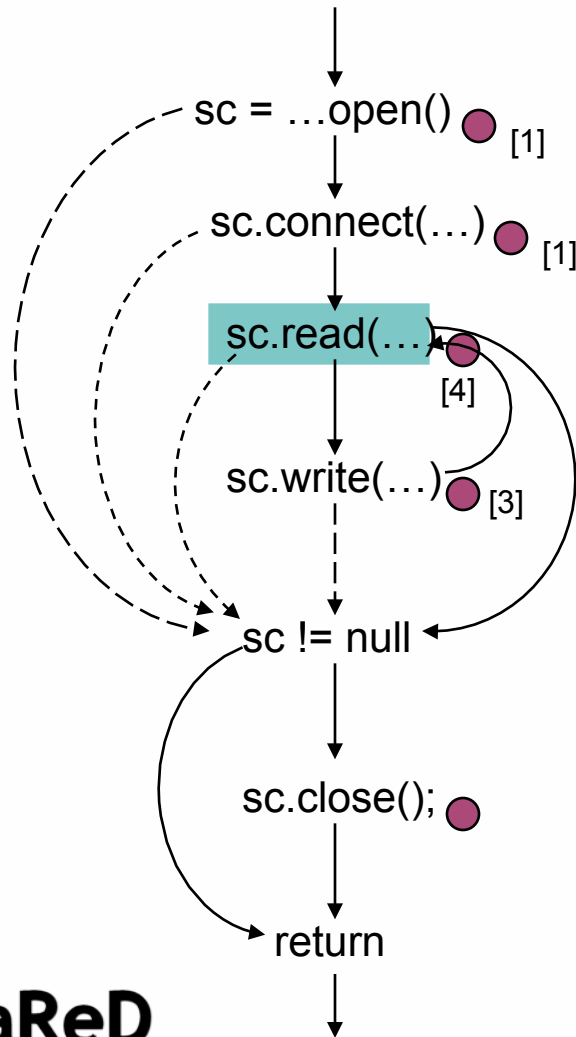 sc = …open()
[1]
sc.connect(…)
[1]
sc.read(…)
[4]
sc.write(…)
[3]
sc != null
sc.close();
return
aReD